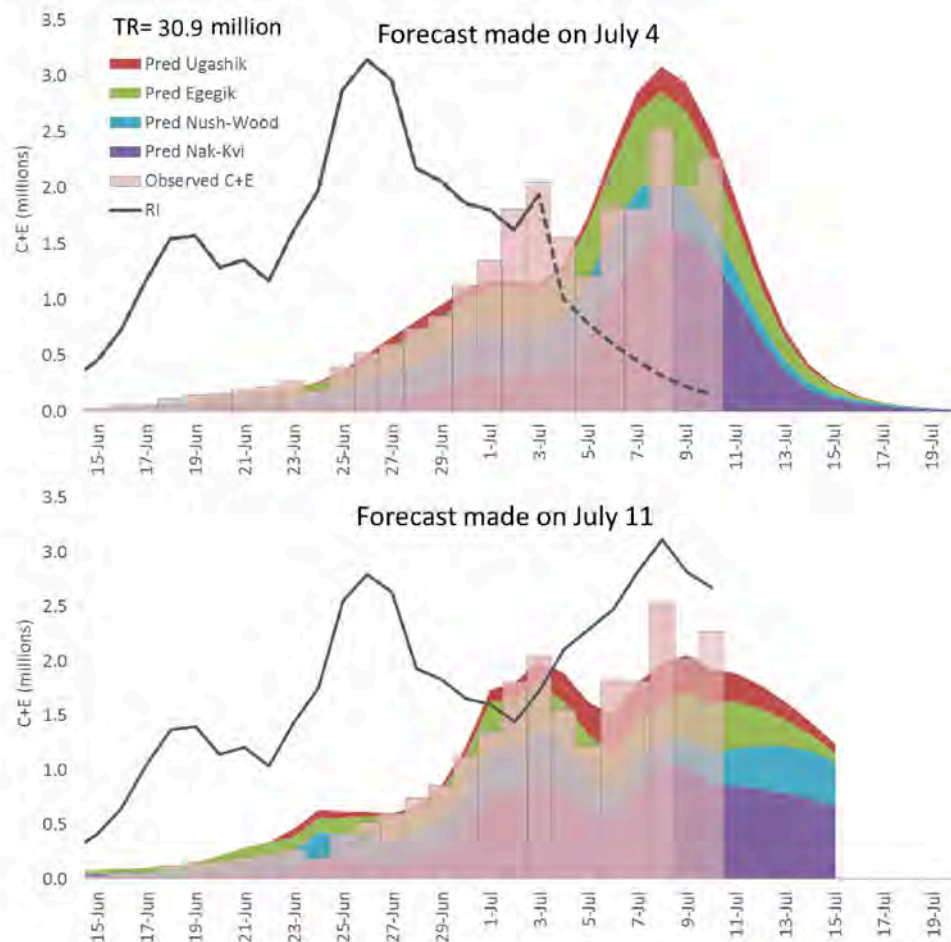 TR= 30.9 million
Forecast made on July 4
Pred Ugashik
Pred Egegik
Pred Nush-Wood
Pred Nak-Kvi
Observed C+E
RI
C+E (millions)
3.5
3.0
2.5
2.0
1.5
1.0
0.5
0.0
15-Jun
17-Jun
19-Jun
21-Jun
23-Jun
25-Jun
27-Jun
29-Jun
1-Jul
3-Jul
5-Jul
7-Jul
9-Jul
11-Jul
13-Jul
15-Jul
17-Jul
19-Jul
Forecast made on July 11
C+E (millions)
3.5
3.0
2.5
2.0
1.5
1.0
0.5
0.0
15-Jun
17-Jun
19-Jun
21-Jun
23-Jun
25-Jun
27-Jun
29-Jun
1-Jul
3-Jul
5-Jul
7-Jul
9-Jul
11-Jul
13-Jul
15-Jul
17-Jul
19-Jul